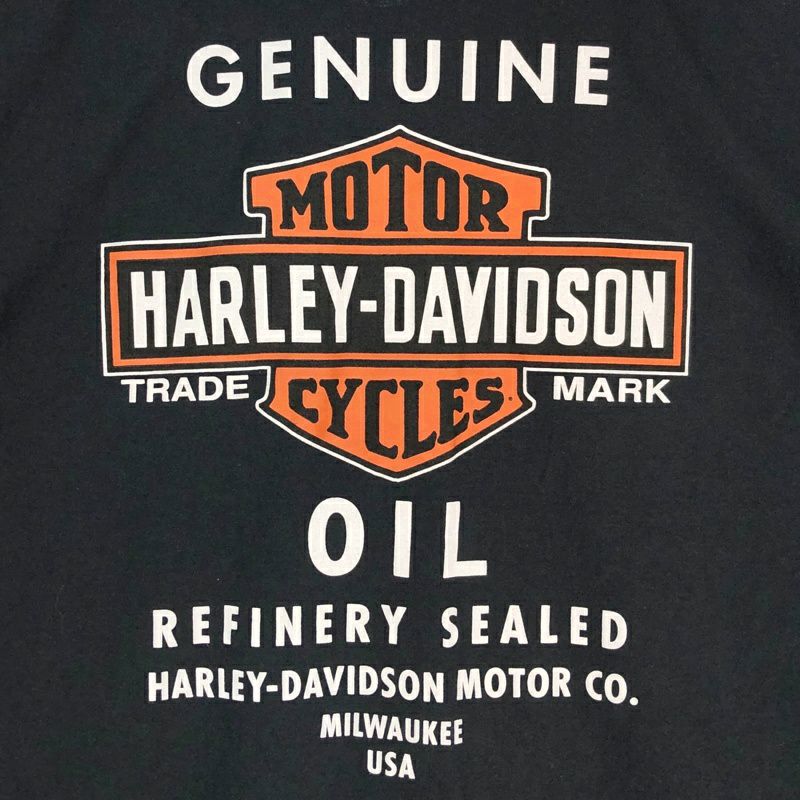 GENUINE
MOTOR
HARLEY-DAVIDSON
TRADE MARK
CYCLES
OIL
REFINERY SEALED
HARLEY-DAVIDSON MOTOR CO.
MILWAUKEE
USA